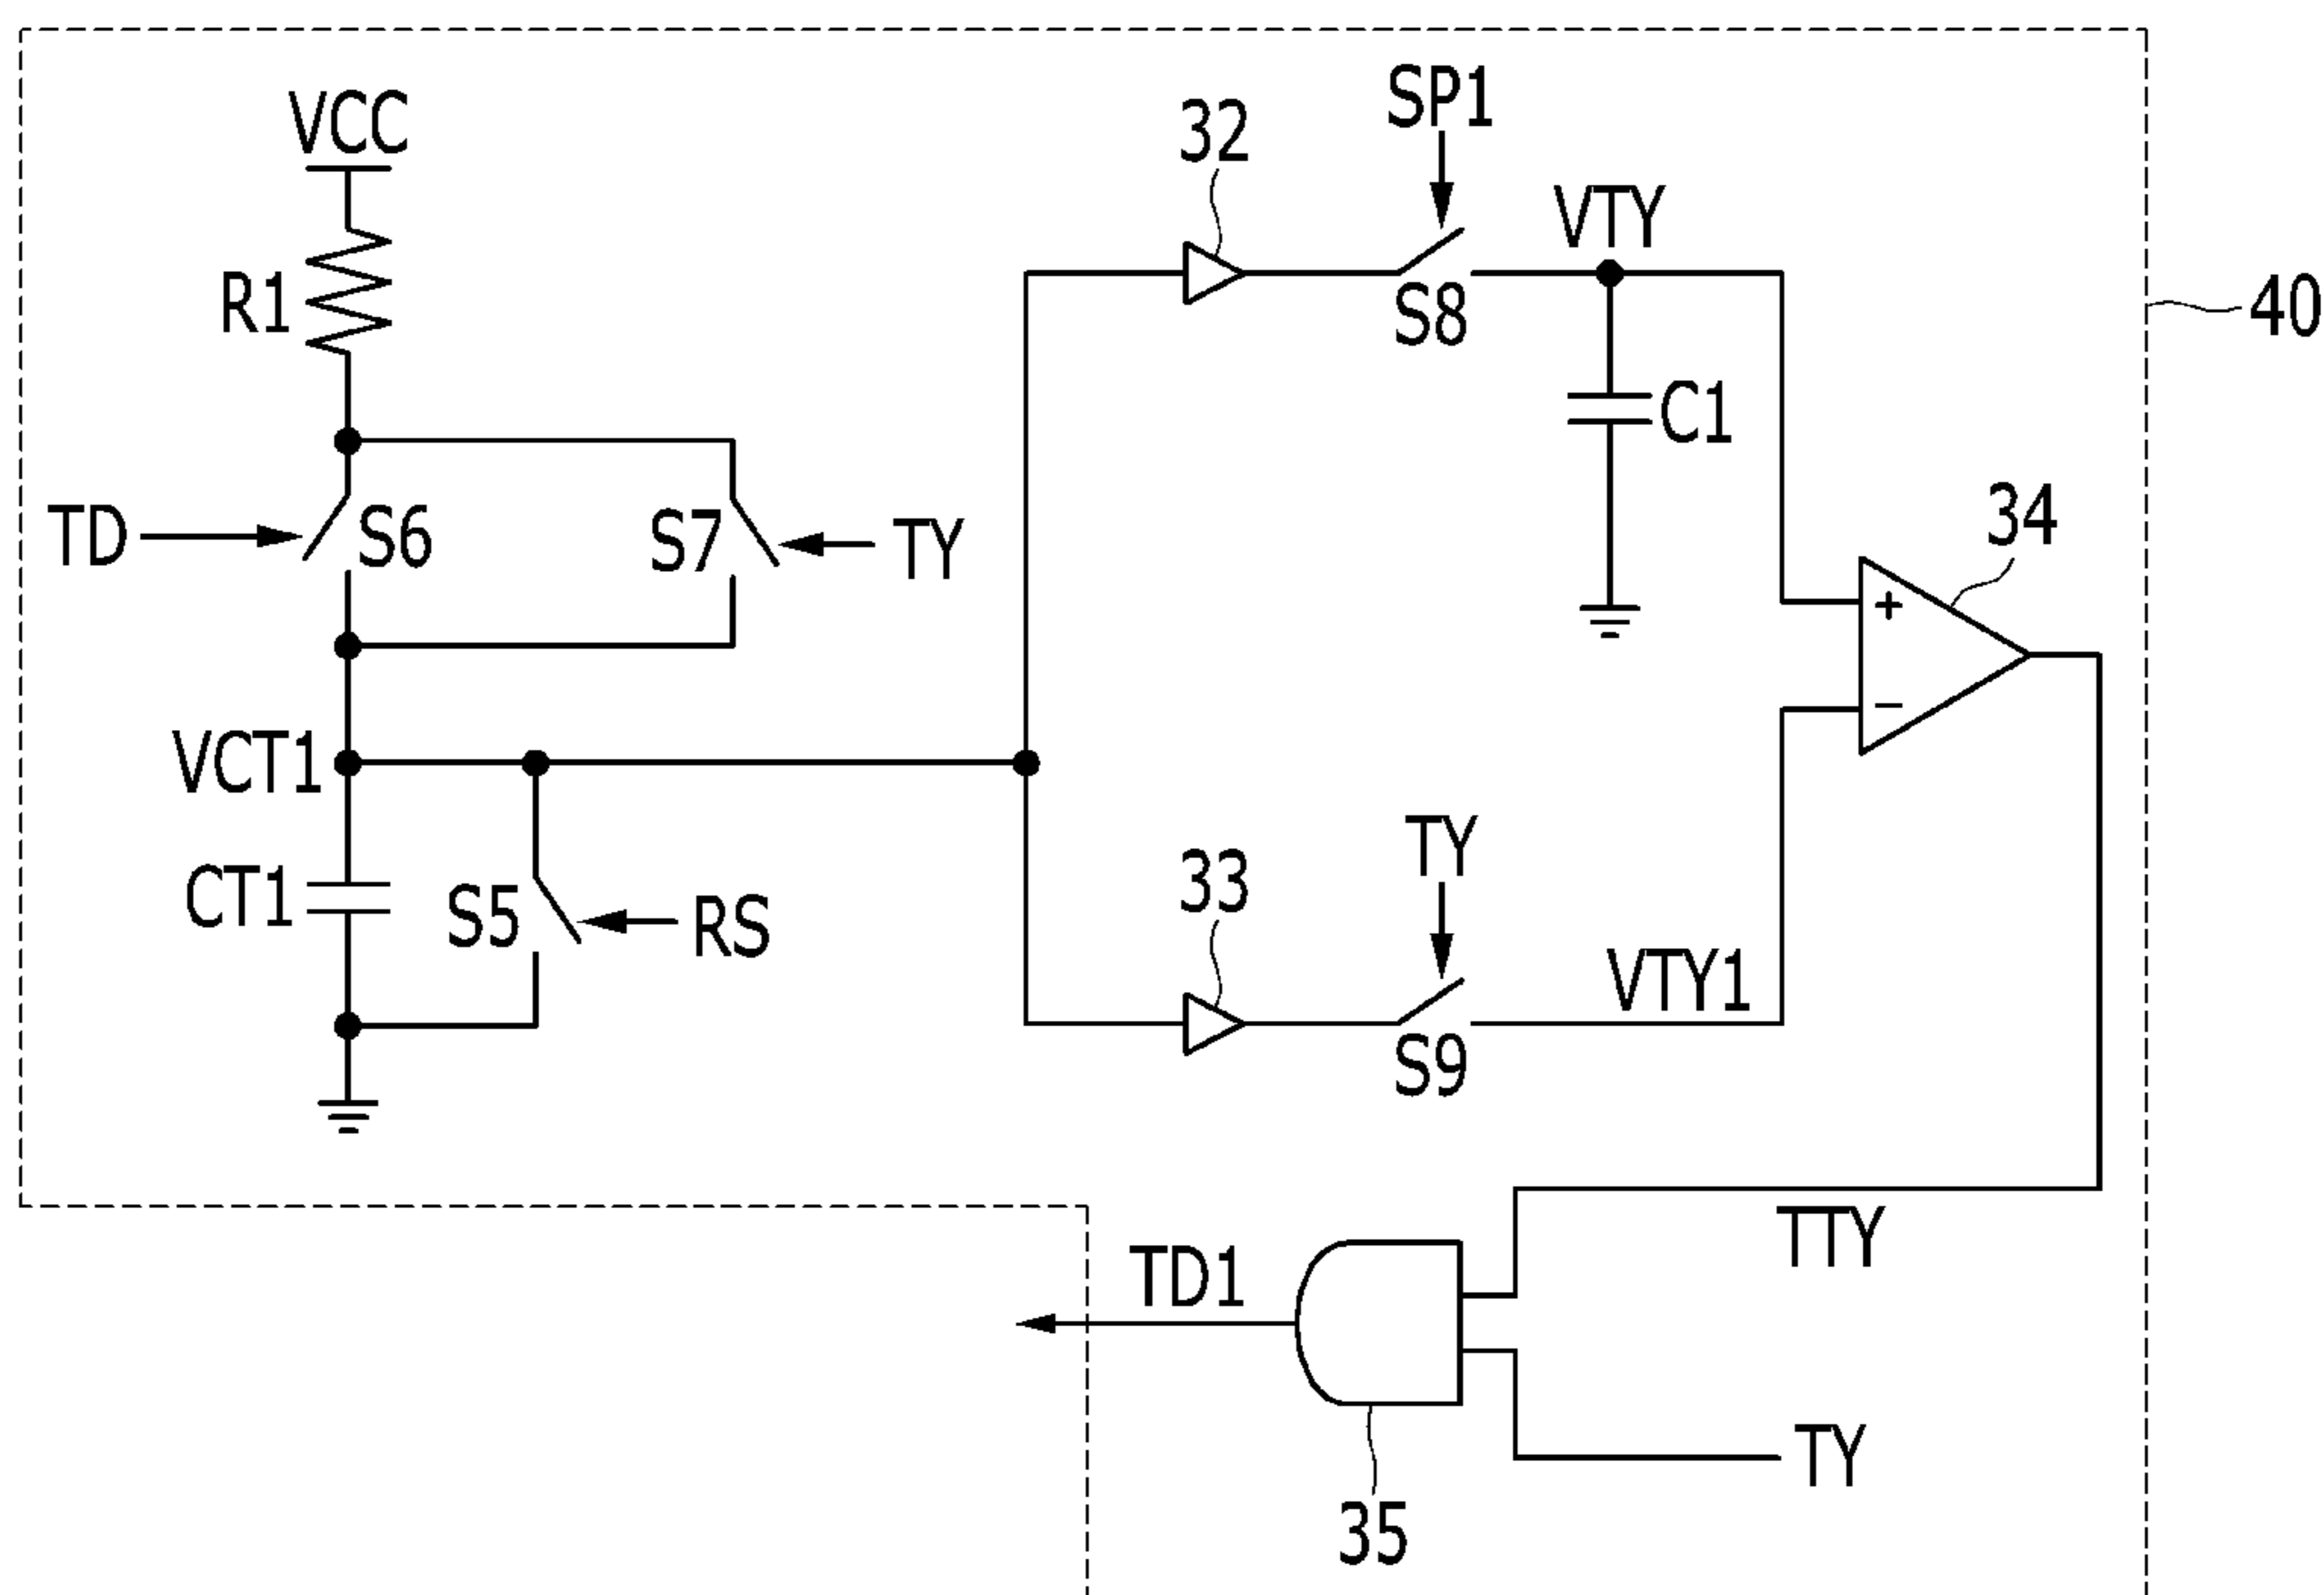 SP1
VCC
32
VTY
R1
S8
40
C1
TD
S6
S7
TY
34
+
−
VCT1
TY
33
CT1
S5
RS
VTY1
S9
TTY
TD1
TY
35